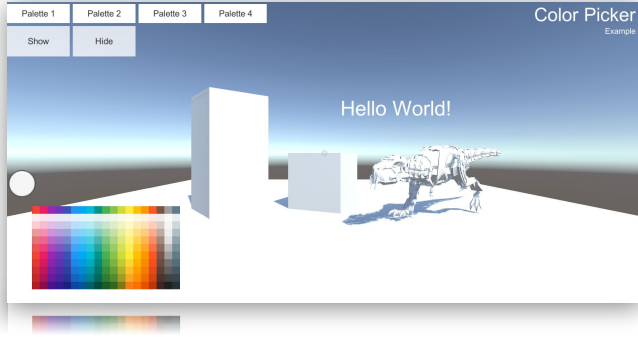 Palette 1
Palette 2
Palette 3
Palette 4
Color Picker
Example
Show
Hide
Hello World!